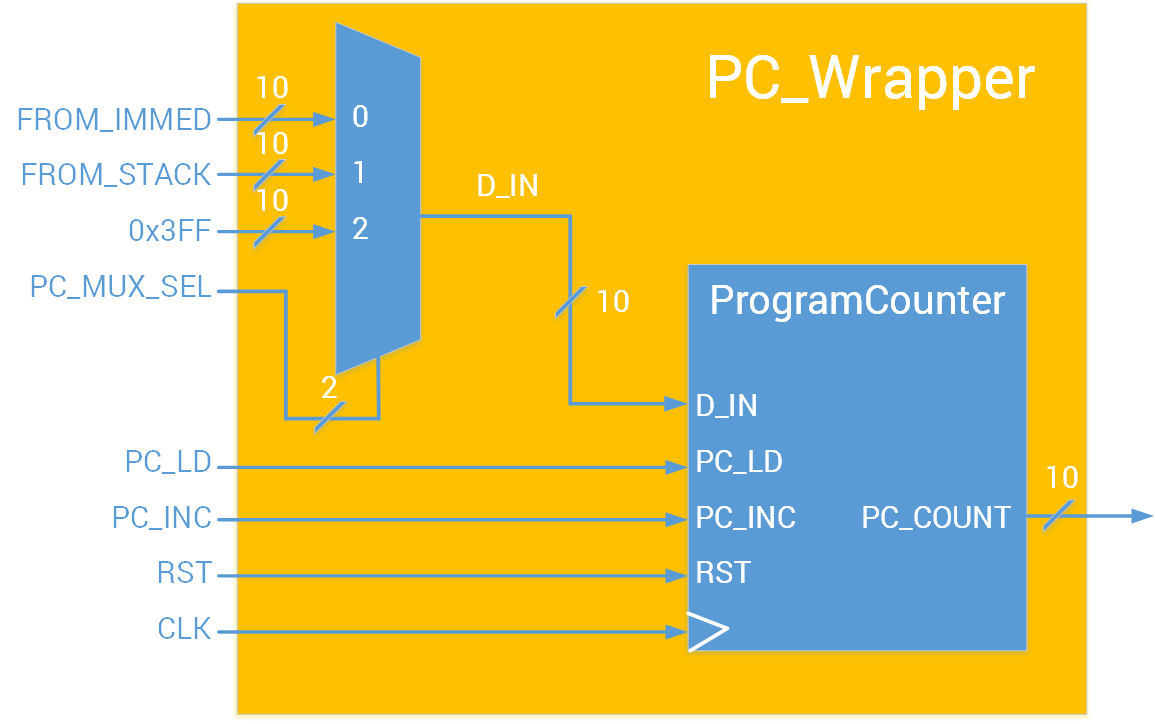 PC_Wrapper
10
FROM_IMMED
0
10
FROM_STACK
1
D_IN
10
0x3FF
2
PC_MUX_SEL
10
ProgramCounter
2
D_IN
PC_LD
PC_LD
10
PC_INC
PC_INC
PC_COUNT
RST
RST
CLK